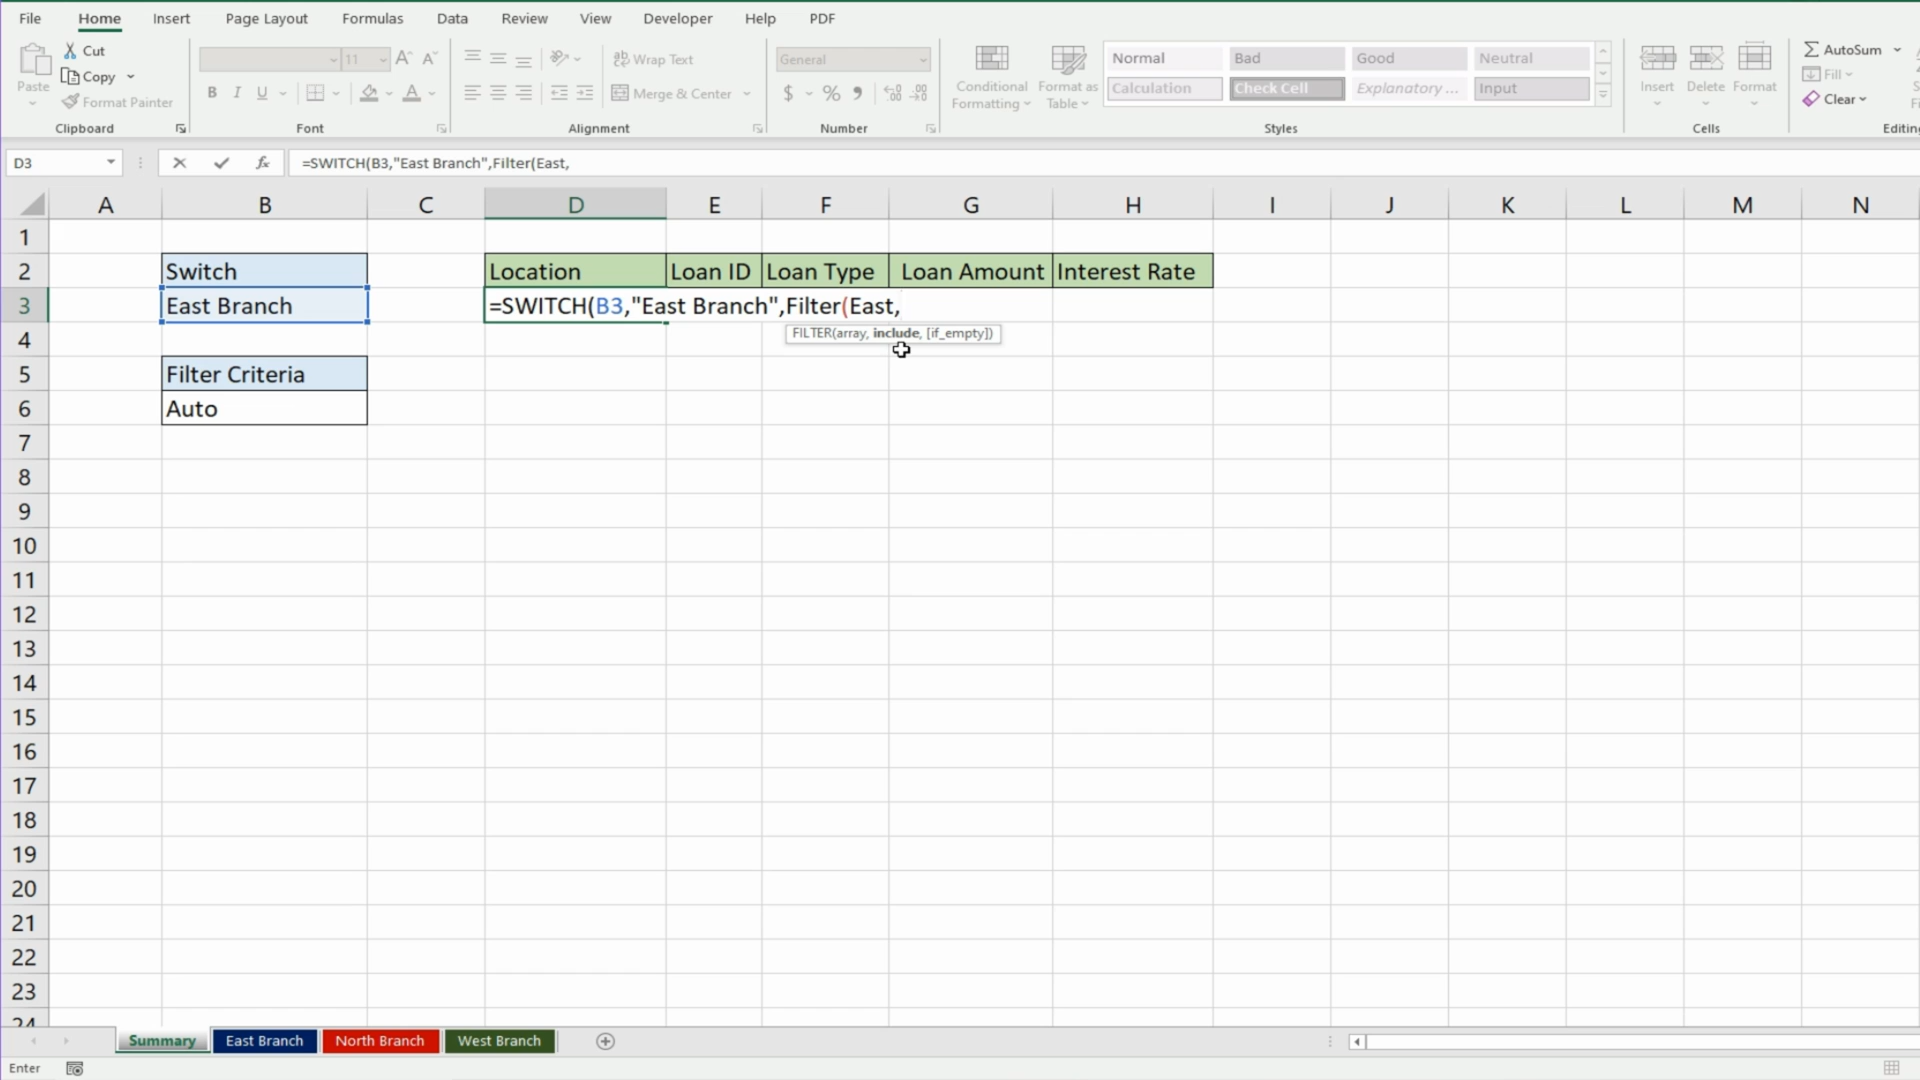 File Home Insert Page Layout Formulas Data Review View Developer Help PDF
Cut
Copy
Format Painter
Paste
Clipboard
11 A A
B I U A
Font
ab Wrap Text
Merge & Center
Alignment
General
$ % 9
Number
Conditional Formatting
Format as Table
Normal Bad Good Neutral
Calculation Check Cell Explanatory ... Input
Styles
Insert Delete Format
Cells
AutoSum
Fill
Clear
Editing
D3 fx =SWITCH(B3,"East Branch",Filter(East,
A B C D E F G H I J K L M N
1
2 Switch Location Loan ID Loan Type Loan Amount Interest Rate
3 East Branch =SWITCH(B3,"East Branch",Filter(East,
FILTER(array, include, [if_empty])
4
5 Filter Criteria
6 Auto
7
8
9
10
11
12
13
14
15
16
17
18
19
20
21
22
23
24
Summary East Branch North Branch West Branch
Enter